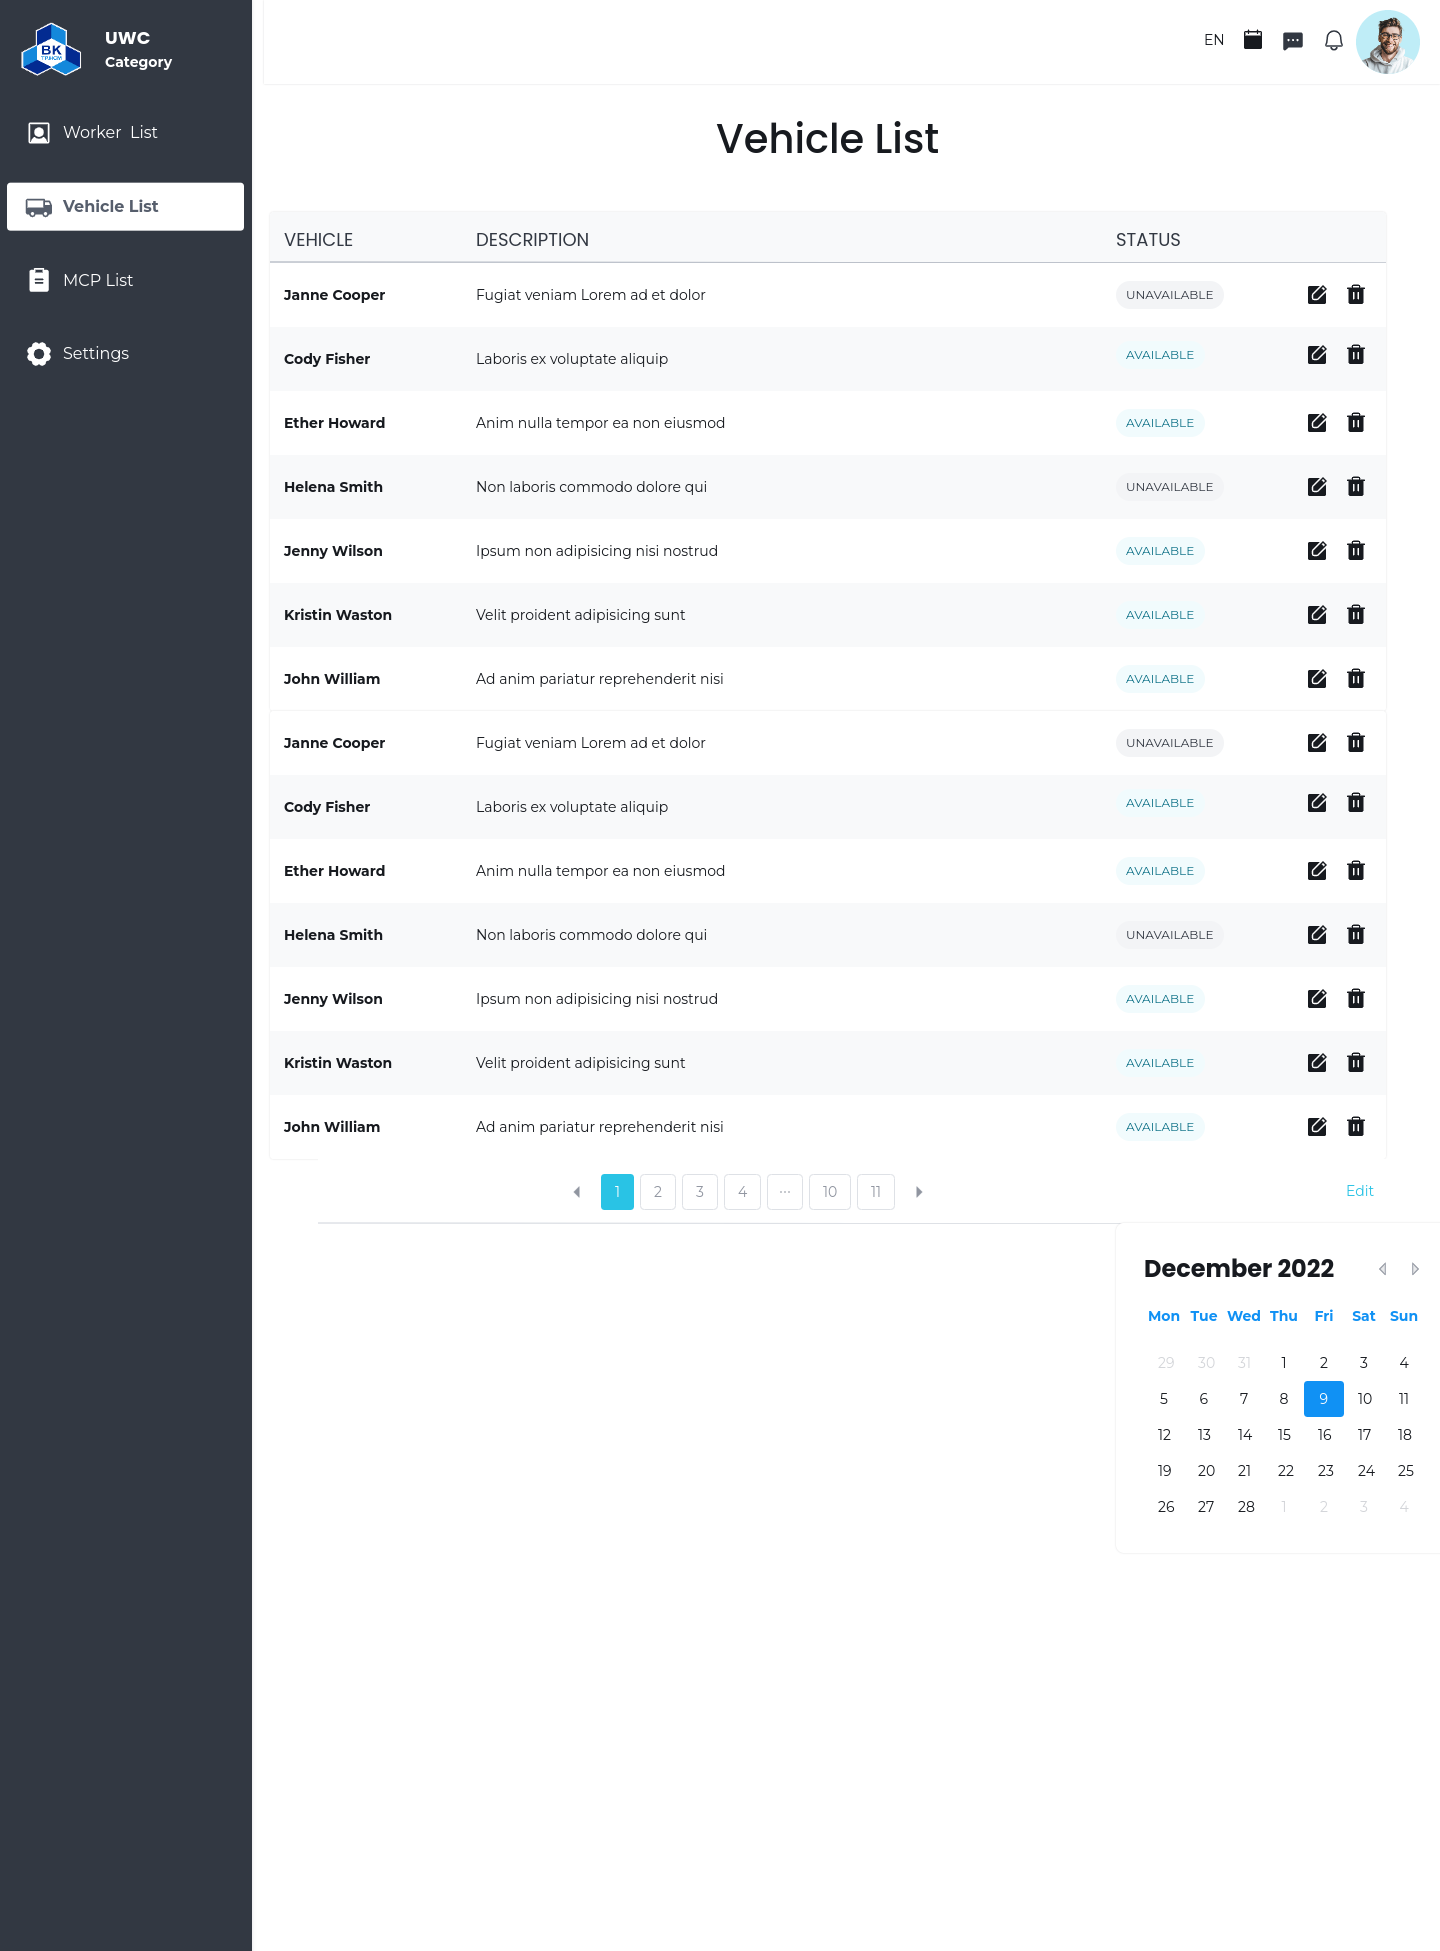 UWC
Category
BK
TP.HCM
EN
Worker  List
Vehicle List
MCP List
Settings
Vehicle List
VEHICLE DESCRIPTION STATUS
Janne Cooper Fugiat veniam Lorem ad et dolor UNAVAILABLE
Cody Fisher Laboris ex voluptate aliquip AVAILABLE
Ether Howard Anim nulla tempor ea non eiusmod AVAILABLE
Helena Smith Non laboris commodo dolore qui UNAVAILABLE
Jenny Wilson Ipsum non adipisicing nisi nostrud AVAILABLE
Kristin Waston Velit proident adipisicing sunt AVAILABLE
John William Ad anim pariatur reprehenderit nisi AVAILABLE
Janne Cooper Fugiat veniam Lorem ad et dolor UNAVAILABLE
Cody Fisher Laboris ex voluptate aliquip AVAILABLE
Ether Howard Anim nulla tempor ea non eiusmod AVAILABLE
Helena Smith Non laboris commodo dolore qui UNAVAILABLE
Jenny Wilson Ipsum non adipisicing nisi nostrud AVAILABLE
Kristin Waston Velit proident adipisicing sunt AVAILABLE
John William Ad anim pariatur reprehenderit nisi AVAILABLE
1 2 3 4 ... 10 11 Edit
December 2022
Mon Tue Wed Thu Fri Sat Sun
29 30 31 1 2 3 4
5 6 7 8 9 10 11
12 13 14 15 16 17 18
19 20 21 22 23 24 25
26 27 28 1 2 3 4